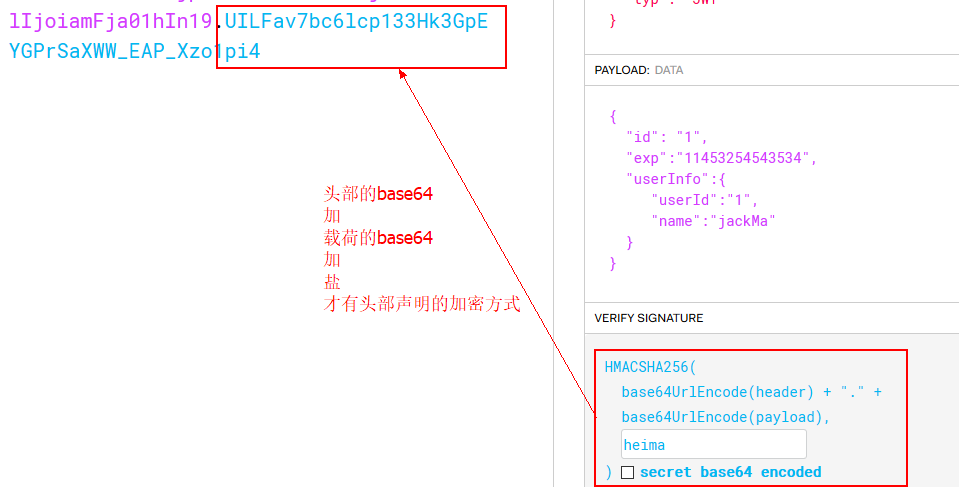 lIjoiamFja01hIn19.UILFav7bc6lcp133Hk3GpE
YGPrSaXWW_EAP_Xzo1pi4
头部的base64
加
载荷的base64
加
盐
才有头部声明的加密方式
}
PAYLOAD: DATA
{
"id": "1",
"exp":"11453254543534",
"userInfo":{
"userId":"1",
"name":"jackMa"
}
}
VERIFY SIGNATURE
HMACSHA256(
base64UrlEncode(header) + "." +
base64UrlEncode(payload),
heima
) secret base64 encoded